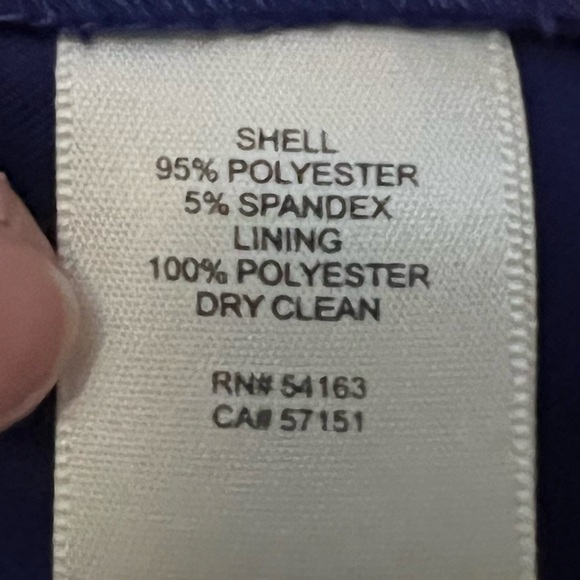 SHELL
95% POLYESTER
5% SPANDEX
LINING
100% POLYESTER
DRY CLEAN
RN# 54163
CA# 57151